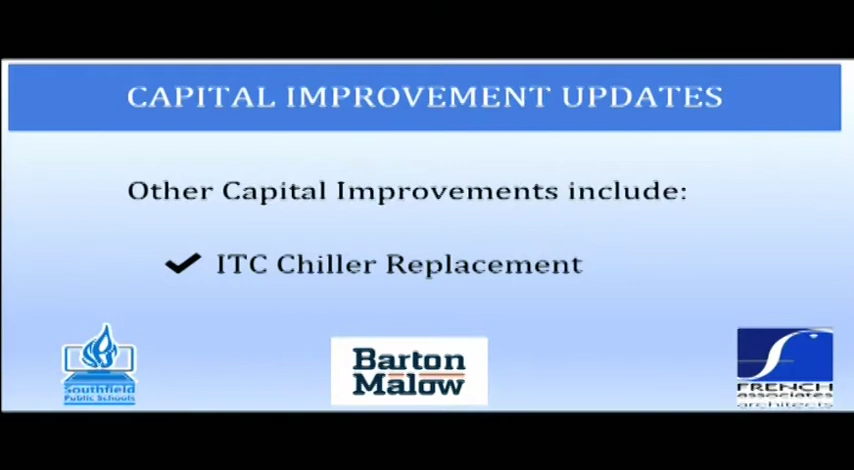 CAPITAL IMPROVEMENT UPDATES
Other Capital Improvements include:
ITC Chiller Replacement
Southfield
Public Schools
Barton
Malow
FRENCH
associates
architects